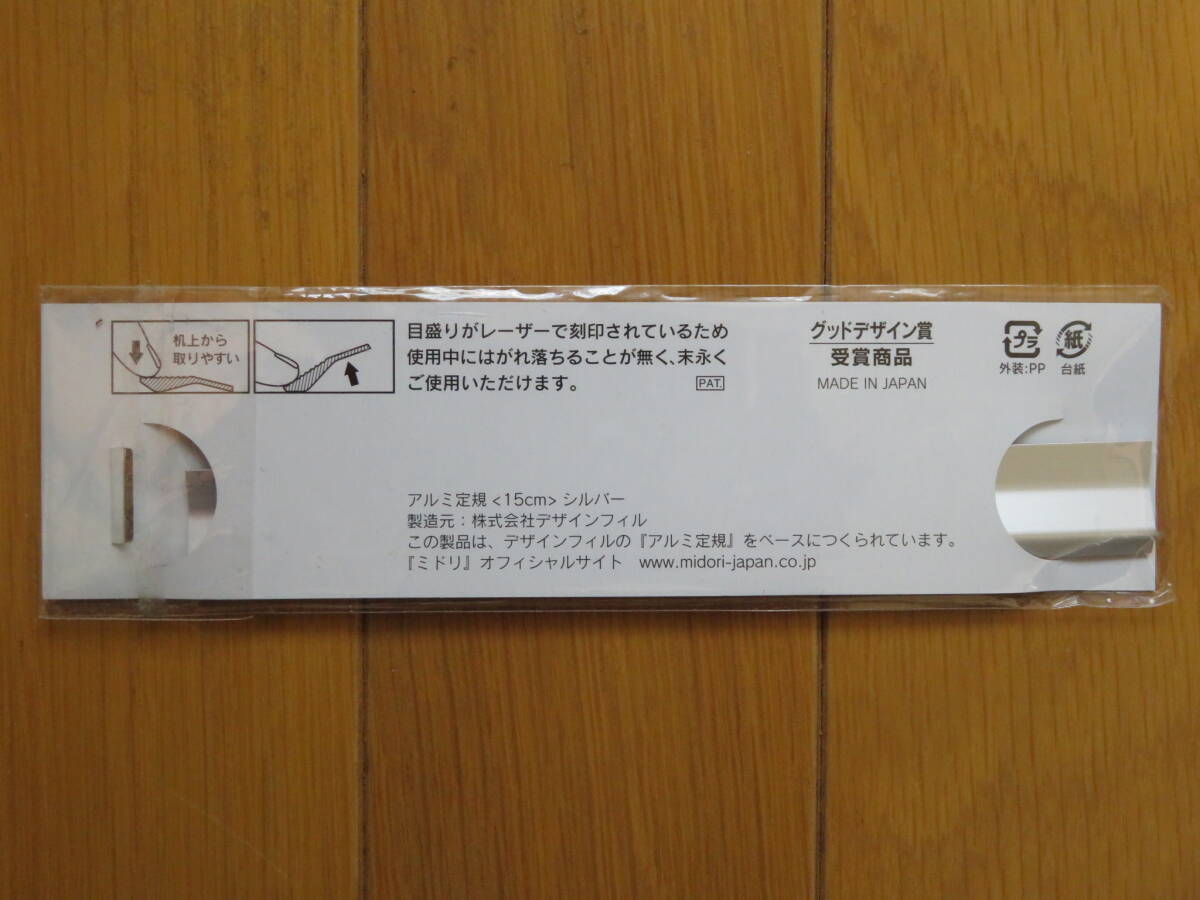 机上から
取りやすい
目盛りがレーザーで刻印されているため
使用中にはがれ落ちることが無く、末永く
ご使用いただけます。
PAT.
グッドデザイン賞
受賞商品
MADE IN JAPAN
プラ
外装:PP
紙
台紙
アルミ定規<15cm> シルバー
製造元:株式会社デザインフィル
この製品は、デザインフィルの『アルミ定規』をベースにつくられています。
『ミドリ』オフィシャルサイト www.midori-japan.co.jp